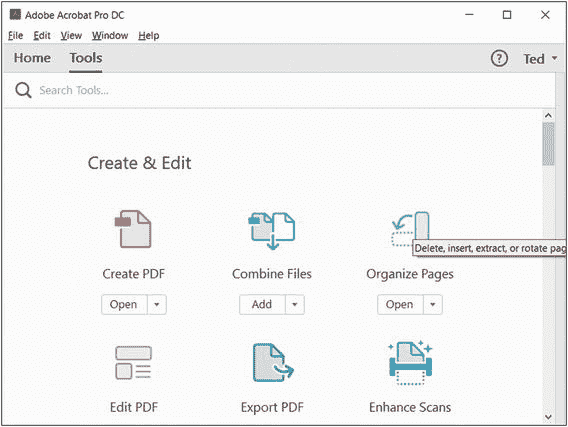 Adobe Acrobat Pro DC
File Edit View Window Help
Home Tools Ted
Search Tools...
Create & Edit
Delete, insert, extract, or rotate pag
Create PDF Combine Files Organize Pages
Open Add Open
Edit PDF Export PDF Enhance Scans